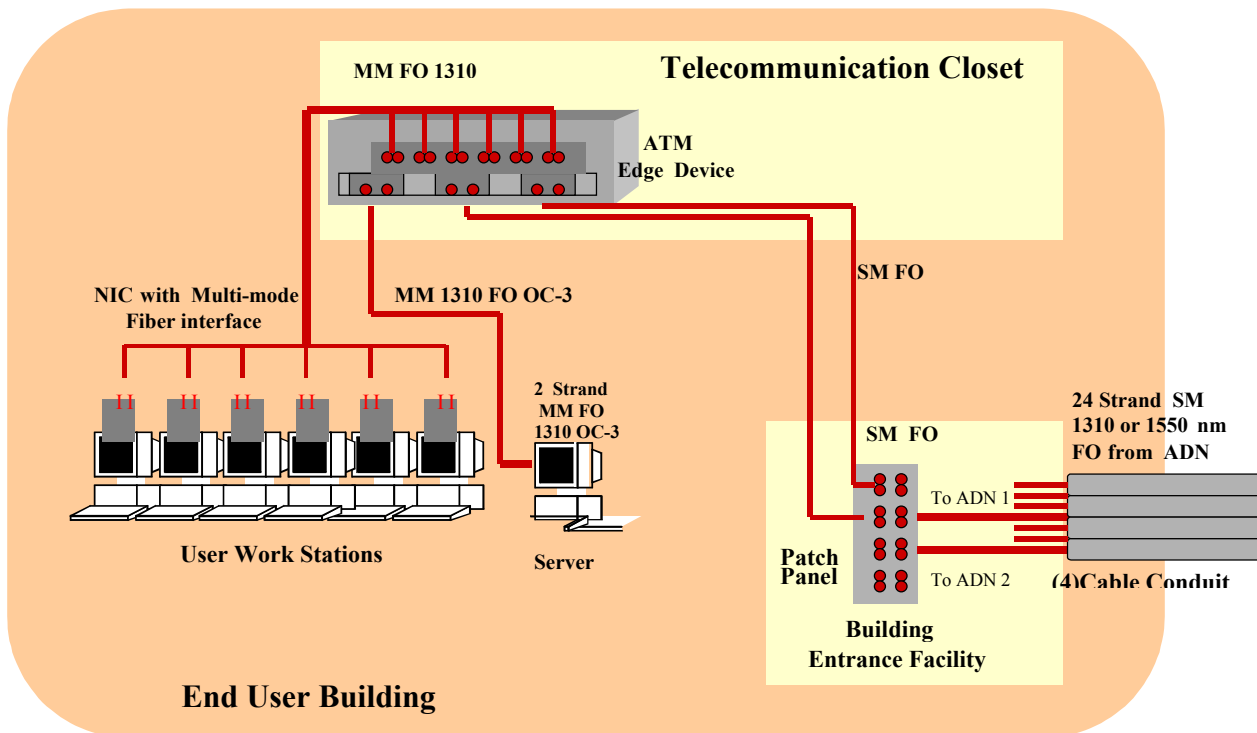 MM FO 1310
Telecommunication Closet
ATM
Edge Device
SM FO
NIC with Multi-mode
Fiber interface
MM 1310 FO OC-3
H H H H H H
2 Strand
MM FO
1310 OC-3
24 Strand SM
1310 or 1550 nm
FO from ADN
SM FO
To ADN 1
User Work Stations
Server
Patch
Panel
To ADN 2
(4)Cable Conduit
Building
Entrance Facility
End User Building